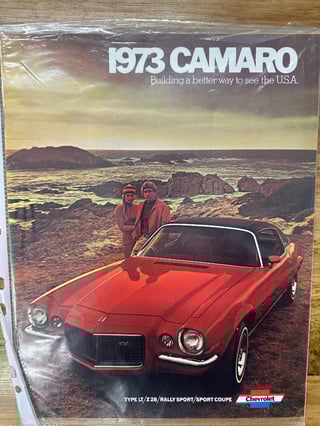 1973 CAMARO
Building a better way to see the U.S.A.
TYPE LT/Z28/RALLY SPORT/SPORT COUPE
Chevrolet